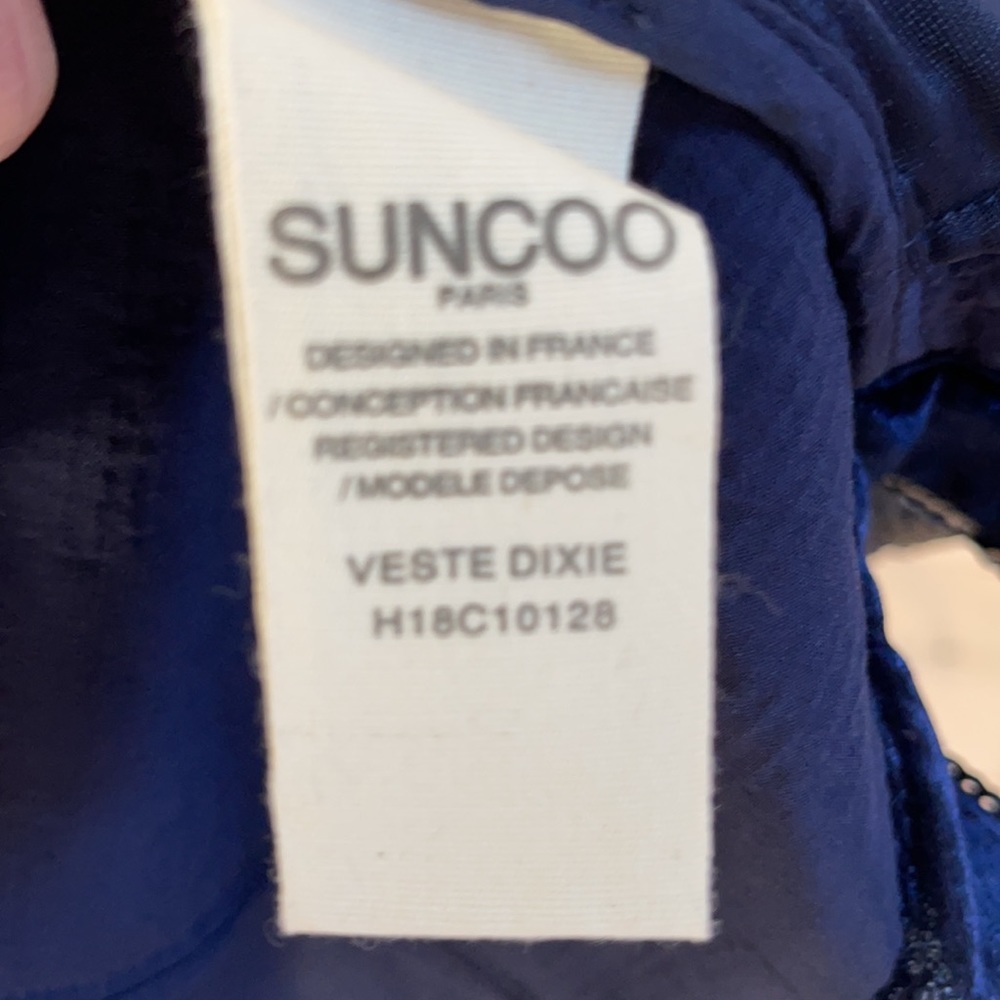 SUNCOO
PARIS
DESIGNED IN FRANCE
/ CONCEPTION FRANCAISE
REGISTERED DESIGN
/ MODELE DEPOSE
VESTE DIXIE
H18C10128